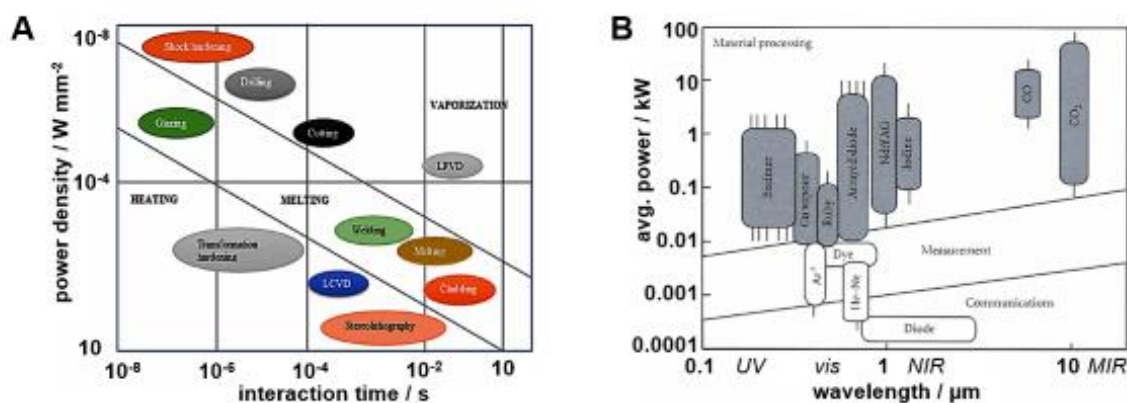 A
power density / W mm-2
10-8
10-4
10
Shock hardening
Drilling
Glazing
Cutting
VAPORIZATION
LPVD
HEATING
MELTING
Transformation
hardening
Welding
Melting
LCVD
Cladding
Stereolithography
10-8
10-6
10-4
10-2
10
interaction time / s
B
avg. power / kW
100
10
1
0.1
0.01
0.001
0.0001
Material processing
Excimer
Cu vapour
Ruby
Arrayed diode
Nd:YAG
Iodine
CO
CO2
Dye
Measurement
Ar+
He-Ne
Communications
Diode
0.1
UV
vis
1
NIR
10
MIR
wavelength / µm